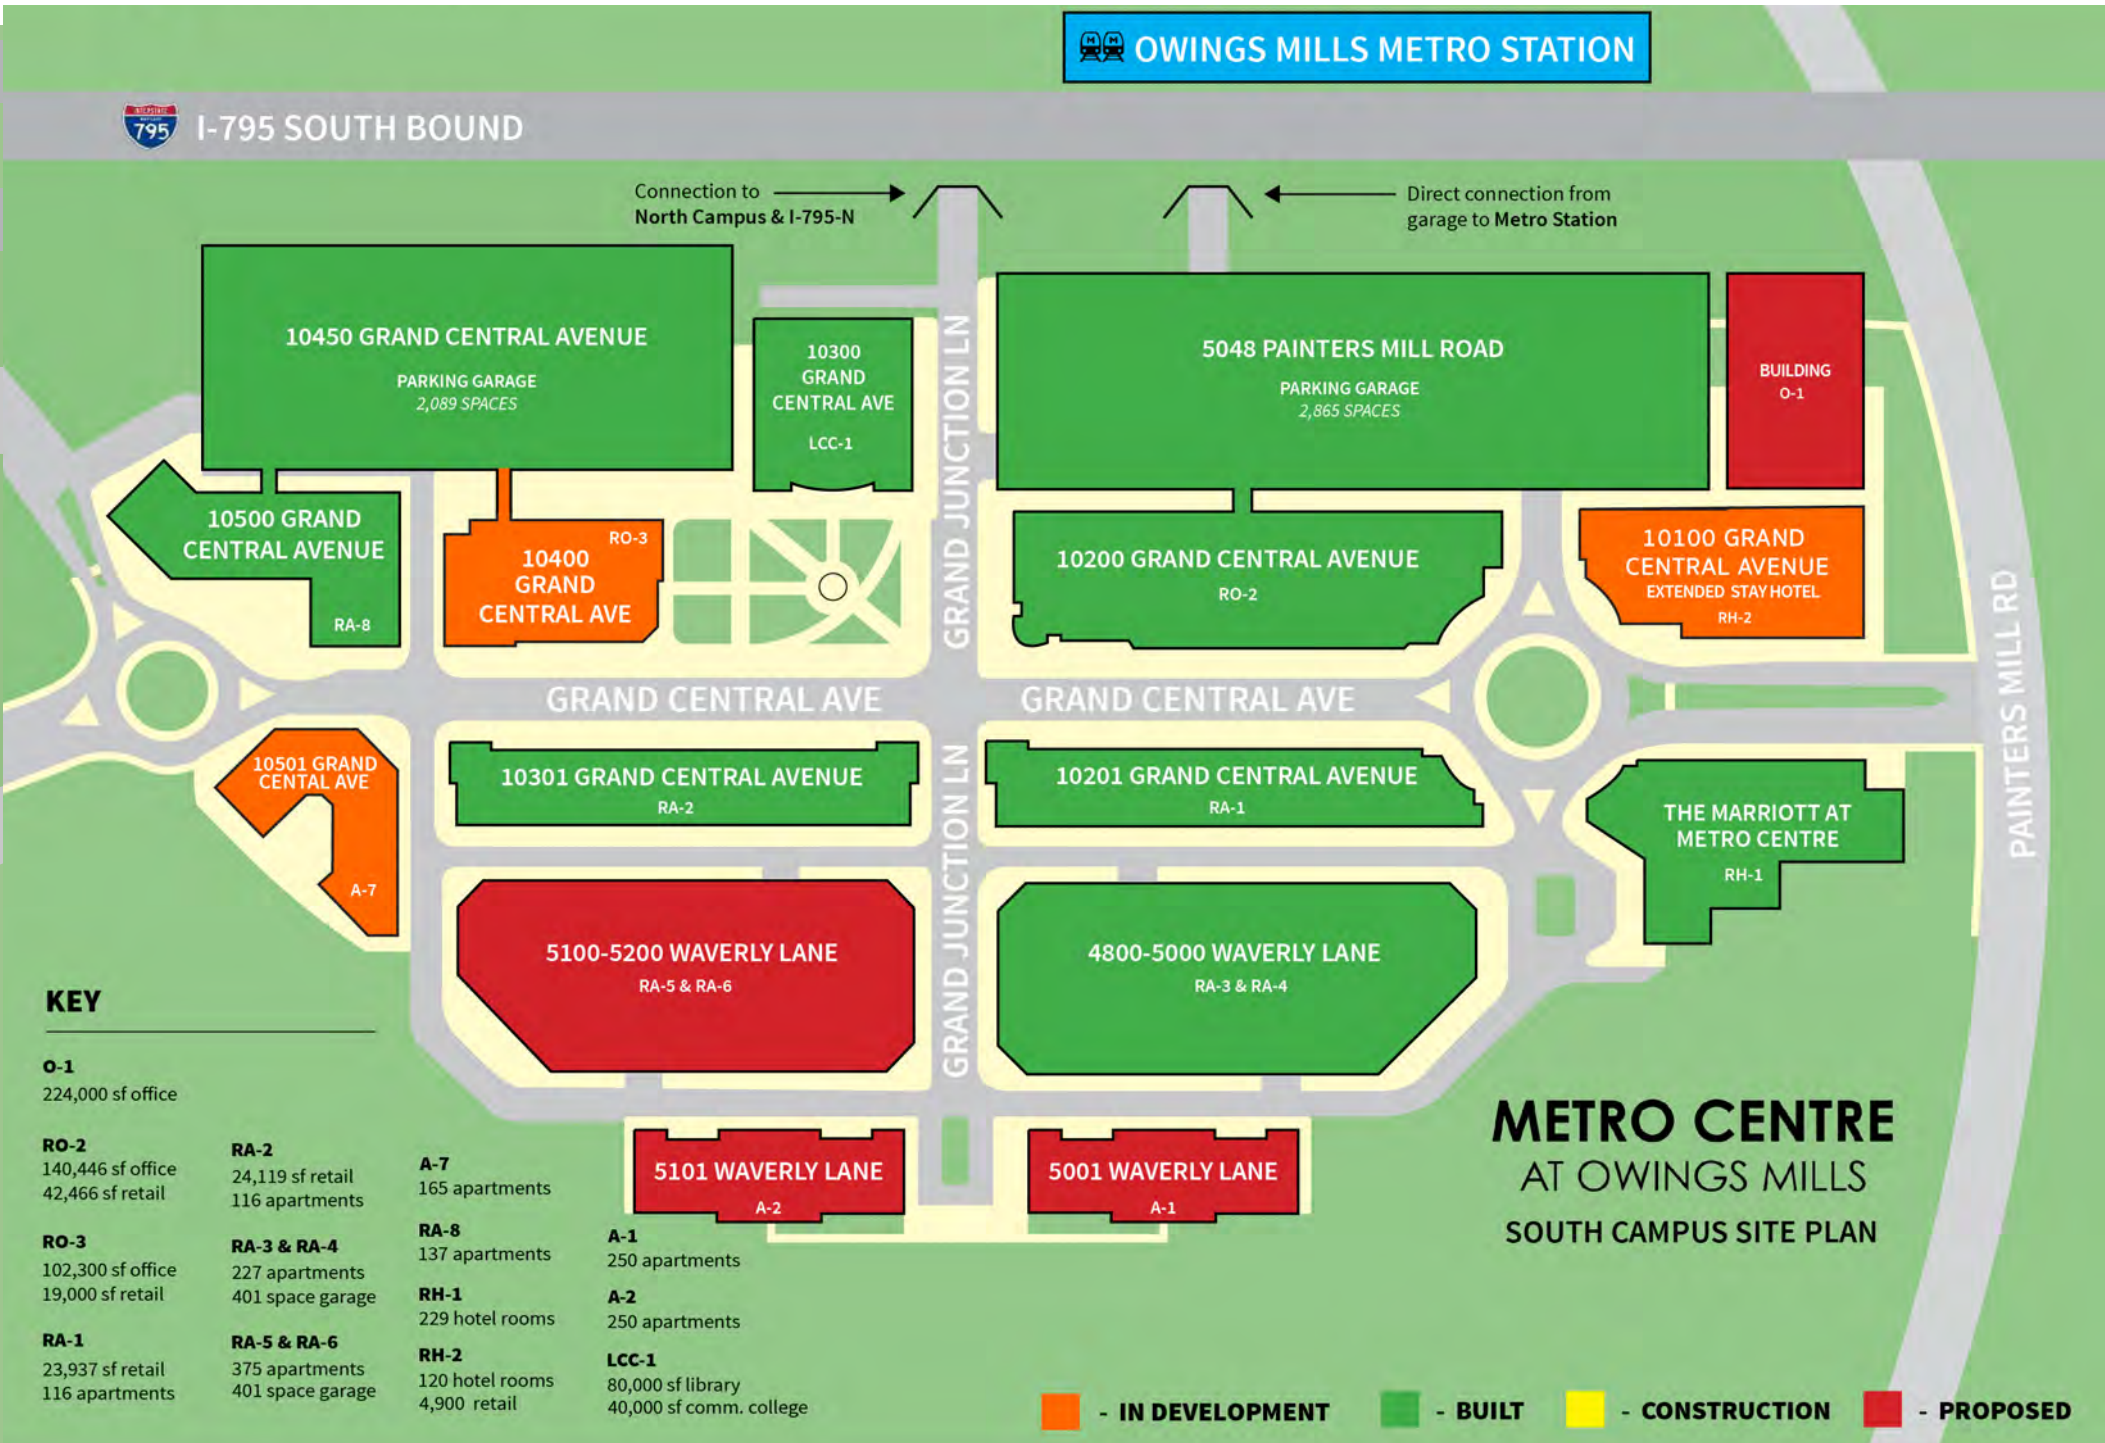 OWINGS MILLS METRO STATION
INTERSTATE
795
I-795 SOUTH BOUND
Connection to
North Campus & I-795-N
Direct connection from
garage to Metro Station
10450 GRAND CENTRAL AVENUE
PARKING GARAGE
2,089 SPACES
10300
GRAND
CENTRAL AVE
LCC-1
GRAND JUNCTION LN
5048 PAINTERS MILL ROAD
PARKING GARAGE
2,865 SPACES
BUILDING
O-1
10500 GRAND
CENTRAL AVENUE
RA-8
RO-3
10400
GRAND
CENTRAL AVE
10200 GRAND CENTRAL AVENUE
RO-2
10100 GRAND
CENTRAL AVENUE
EXTENDED STAY HOTEL
RH-2
PAINTERS MILL RD
GRAND CENTRAL AVE
GRAND CENTRAL AVE
10501 GRAND
CENTAL AVE
A-7
10301 GRAND CENTRAL AVENUE
RA-2
GRAND JUNCTION LN
10201 GRAND CENTRAL AVENUE
RA-1
THE MARRIOTT AT
METRO CENTRE
RH-1
5100-5200 WAVERLY LANE
RA-5 & RA-6
GRAND JUNCTION LN
4800-5000 WAVERLY LANE
RA-3 & RA-4
5101 WAVERLY LANE
A-2
5001 WAVERLY LANE
A-1
METRO CENTRE
AT OWINGS MILLS
SOUTH CAMPUS SITE PLAN
KEY
O-1
224,000 sf office
RO-2
140,446 sf office
42,466 sf retail
RO-3
102,300 sf office
19,000 sf retail
RA-1
23,937 sf retail
116 apartments
RA-2
24,119 sf retail
116 apartments
RA-3 & RA-4
227 apartments
401 space garage
RA-5 & RA-6
375 apartments
401 space garage
A-7
165 apartments
RA-8
137 apartments
RH-1
229 hotel rooms
RH-2
120 hotel rooms
4,900 retail
A-1
250 apartments
A-2
250 apartments
LCC-1
80,000 sf library
40,000 sf comm. college
- IN DEVELOPMENT
- BUILT
- CONSTRUCTION
- PROPOSED